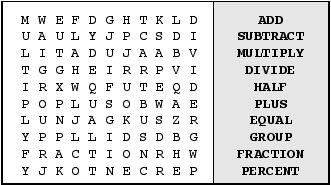 M W E F D G H T K L D ADD
U A U L Y J P C S D I SUBTRACT
L I T A D U J A A B V MULTIPLY
T G G H E I R R P V I DIVIDE
I R X W Q F U T E Q D HALF
P O P L U S O B W A E PLUS
L U N J A G K U S Z R EQUAL
Y P P L L I D S D B G GROUP
F R A C T I O N R H W FRACTION
Y J K O T N E C R E P PERCENT